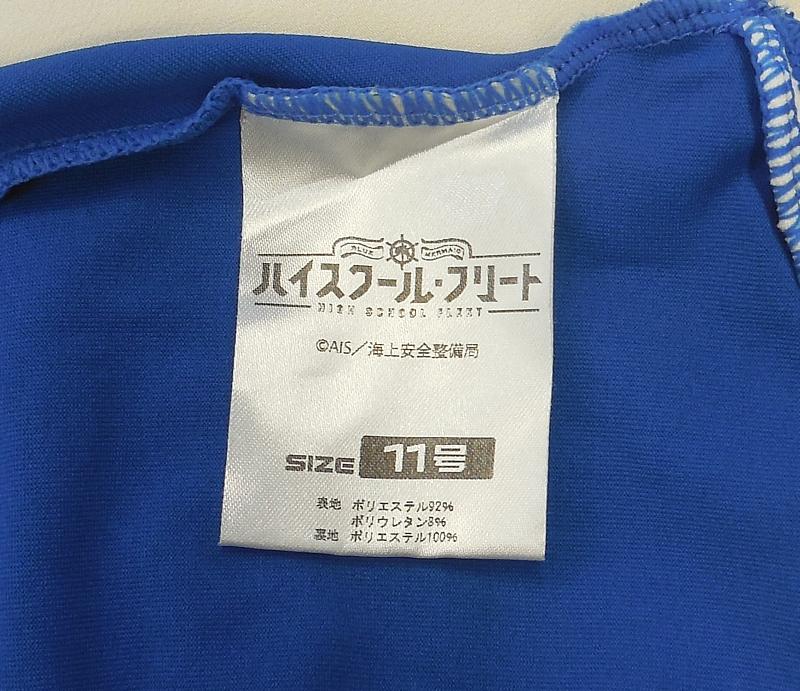 BLUE MERMAID
ハイスクール・フリート
HIGH SCHOOL FLEET
©AIS／海上安全整備局
SIZE 11号
表地 ポリエステル92%
ポリウレタン8%
裏地 ポリエステル100%